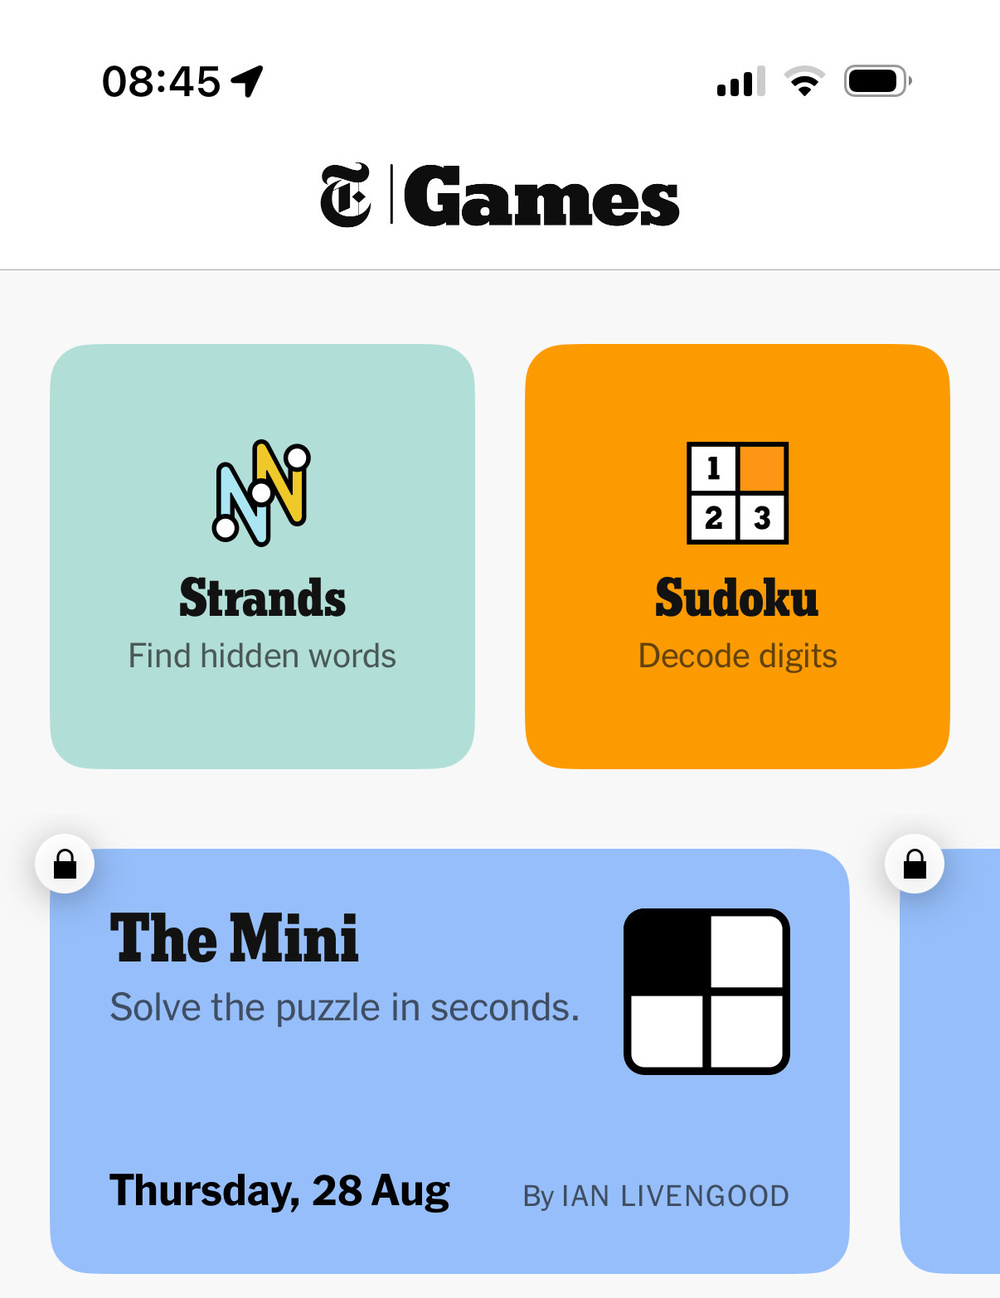 08:45
T Games
1
2 3
Strands
Sudoku
Find hidden words
Decode digits
The Mini
Solve the puzzle in seconds.
Thursday, 28 Aug
By IAN LIVENGOOD